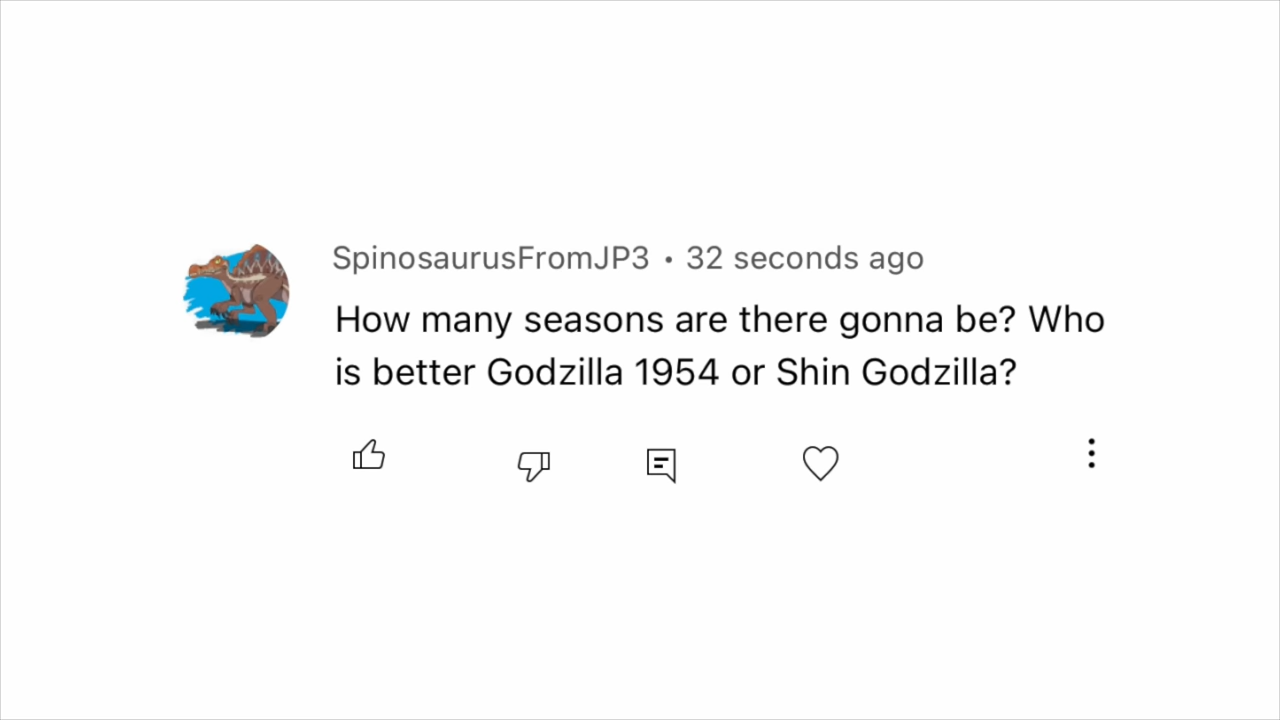 SpinosaurusFromJP3 • 32 seconds ago
How many seasons are there gonna be? Who
is better Godzilla 1954 or Shin Godzilla?